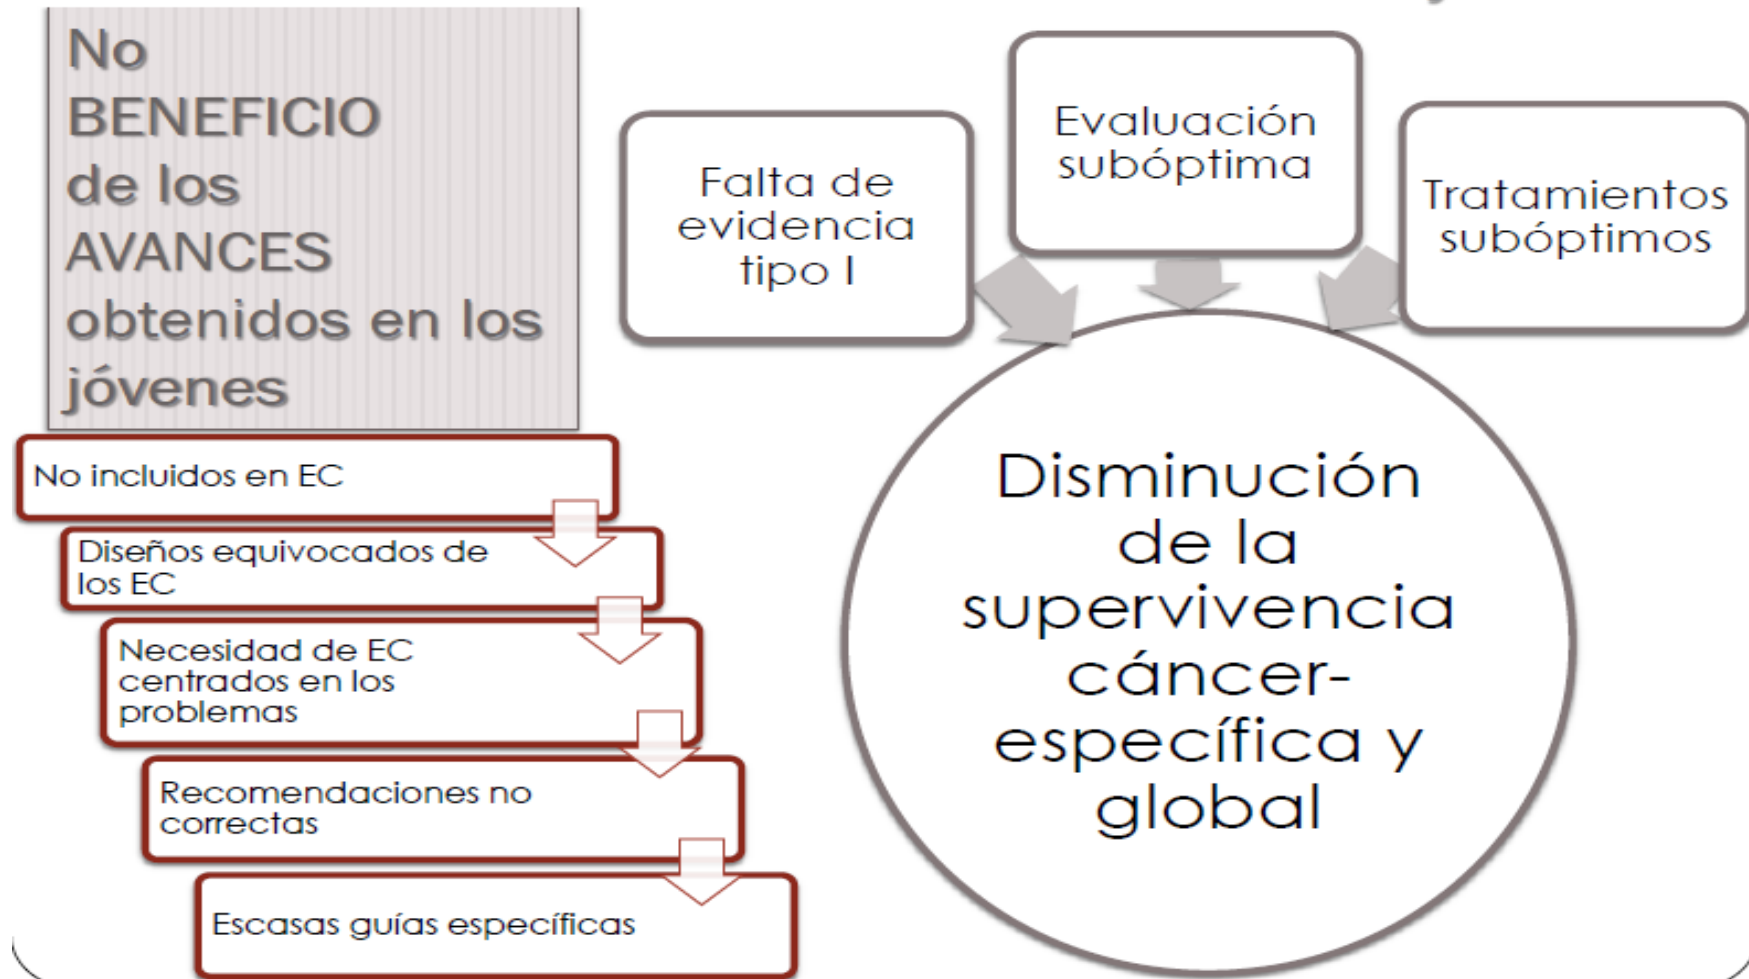 No
BENEFICIO
de los
AVANCES
obtenidos en los
jóvenes
No incluidos en EC
Diseños equivocados de
los EC
Necesidad de EC
centrados en los
problemas
Recomendaciones no
correctas
Escasas guías específicas
Falta de
evidencia
tipo I
Evaluación
subóptima
Tratamientos
subóptimos
Disminución
de la
supervivencia
cáncer-
específica y
global